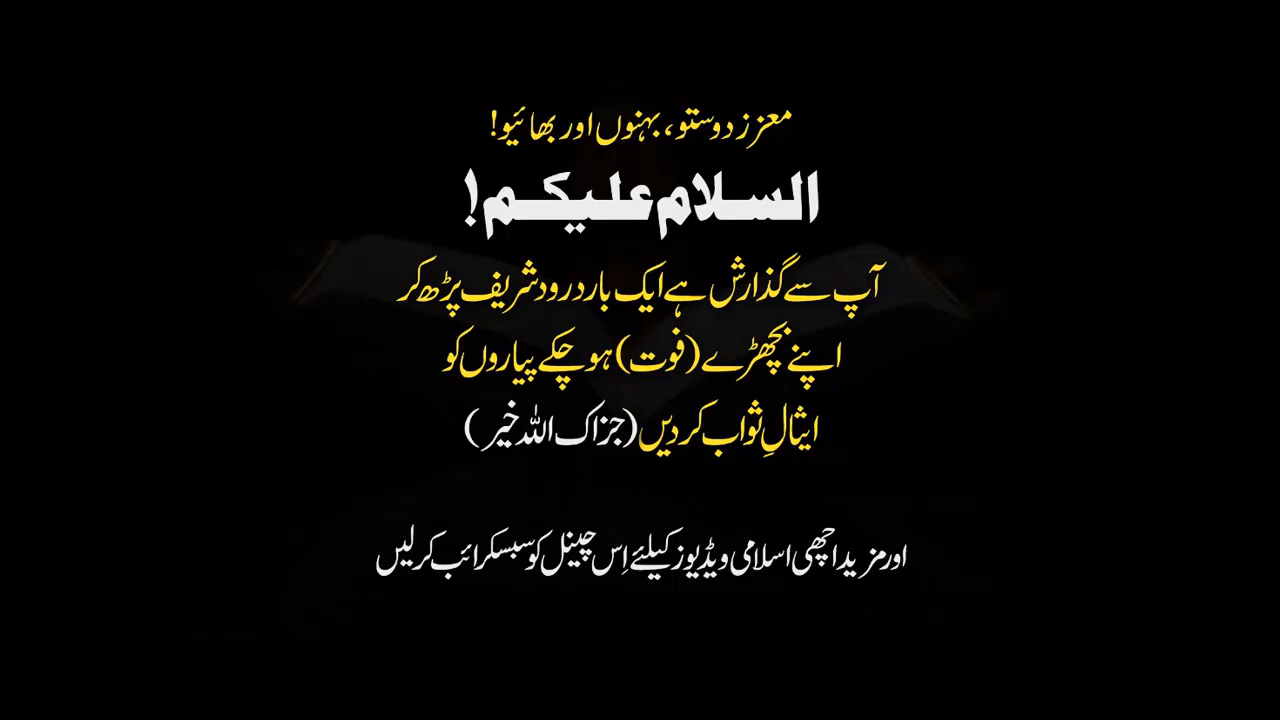 معزز دوستو، بہنوں اور بھائیو!
السلام علیکم!
آپ سے گذارش ہے ایک بار درود شریف پڑھ کر
اپنے بچھڑے (فوت) ہو چکے پیاروں کو
ایثالِ ثواب کر دیں (جزاک اللہ خیر)
اور مزید اچھی اسلامی ویڈیوز کیلئے اِس چینل کو سبسکرائب کر لیں